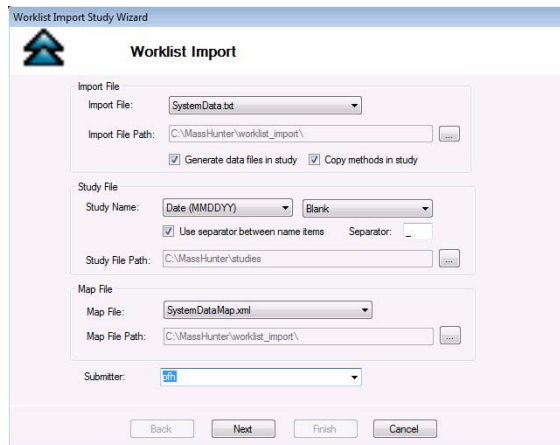 Worklist Import Study Wizard
Worklist Import
Import File
Import File: SystemData.txt
Import File Path: C:\MassHunter\worklist_import\ ...
Generate data files in study Copy methods in study
Study File
Study Name: Date (MMDDYY) Blank
Use separator between name items Separator: _
Study File Path: C:\MassHunter\studies ...
Map File
Map File: SystemDataMap.xml
Map File Path: C:\MassHunter\worklist_import\ ...
Submitter: pfh
Back Next Finish Cancel